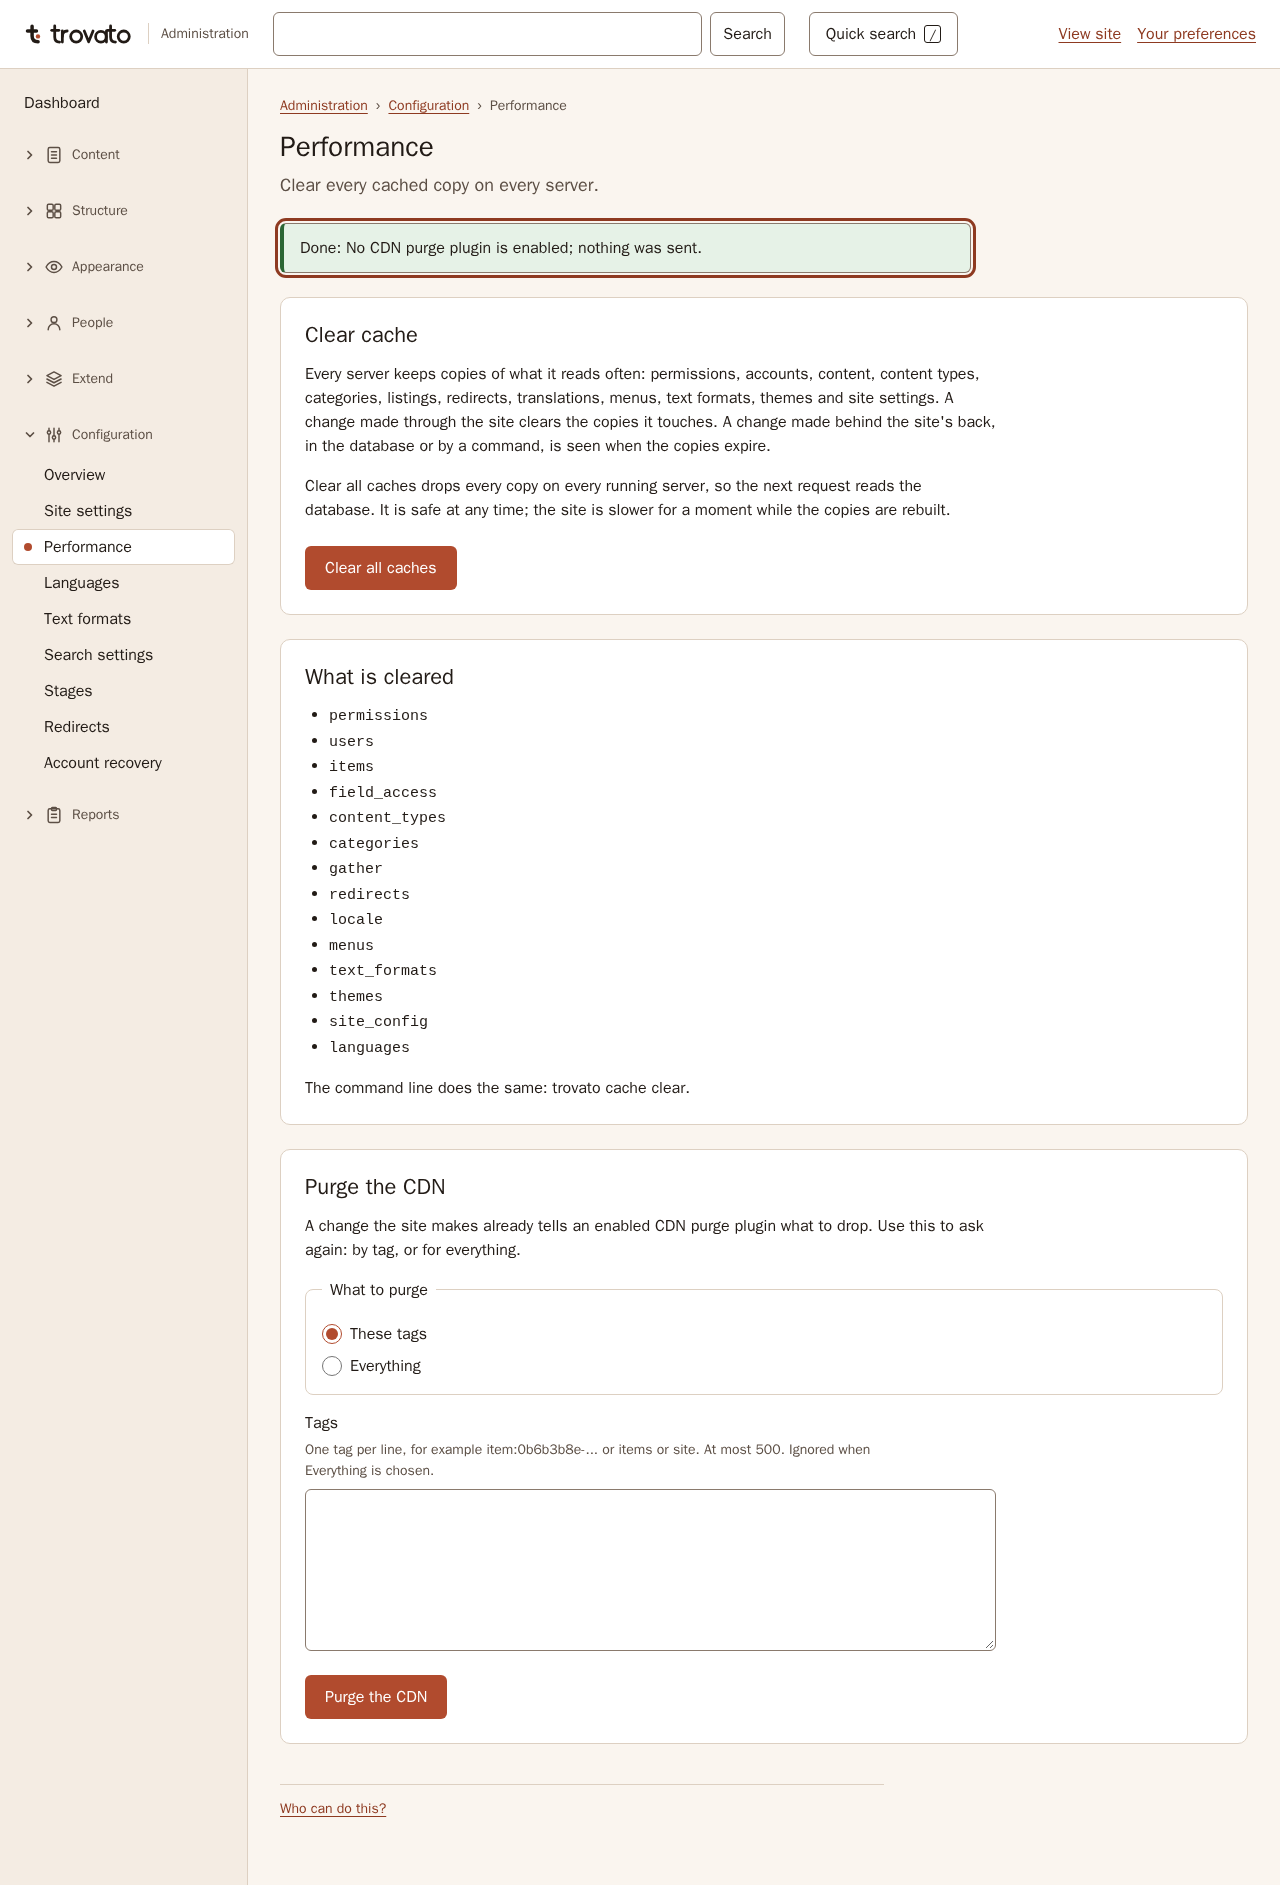 trovato
Administration
Search
Quick search /
View site
Your preferences
Dashboard
Content
Structure
Appearance
People
Extend
Configuration
Overview
Site settings
Performance
Languages
Text formats
Search settings
Stages
Redirects
Account recovery
Reports
Administration › Configuration › Performance
Performance
Clear every cached copy on every server.
Done: No CDN purge plugin is enabled; nothing was sent.
Clear cache
Every server keeps copies of what it reads often: permissions, accounts, content, content types,
categories, listings, redirects, translations, menus, text formats, themes and site settings. A
change made through the site clears the copies it touches. A change made behind the site's back,
in the database or by a command, is seen when the copies expire.
Clear all caches drops every copy on every running server, so the next request reads the
database. It is safe at any time; the site is slower for a moment while the copies are rebuilt.
Clear all caches
What is cleared
permissions
users
items
field_access
content_types
categories
gather
redirects
locale
menus
text_formats
themes
site_config
languages
The command line does the same: trovato cache clear.
Purge the CDN
A change the site makes already tells an enabled CDN purge plugin what to drop. Use this to ask
again: by tag, or for everything.
What to purge
These tags
Everything
Tags
One tag per line, for example item:0b6b3b8e-... or items or site. At most 500. Ignored when
Everything is chosen.
Purge the CDN
Who can do this?